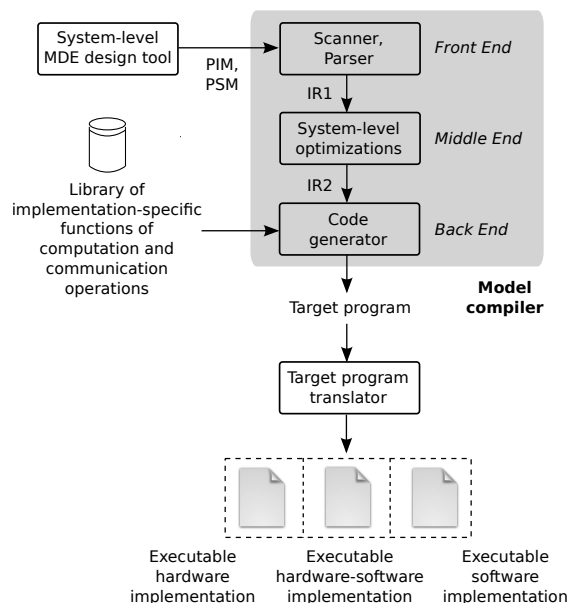 System-level
MDE design tool
PIM,
PSM
Scanner,
Parser
Front End
IR1
System-level
optimizations
Middle End
IR2
Library of
implementation-specific
functions of
computation and
communication
operations
Code
generator
Back End
Model
compiler
Target program
Target program
translator
Executable
hardware
implementation
Executable
hardware-software
implementation
Executable
software
implementation